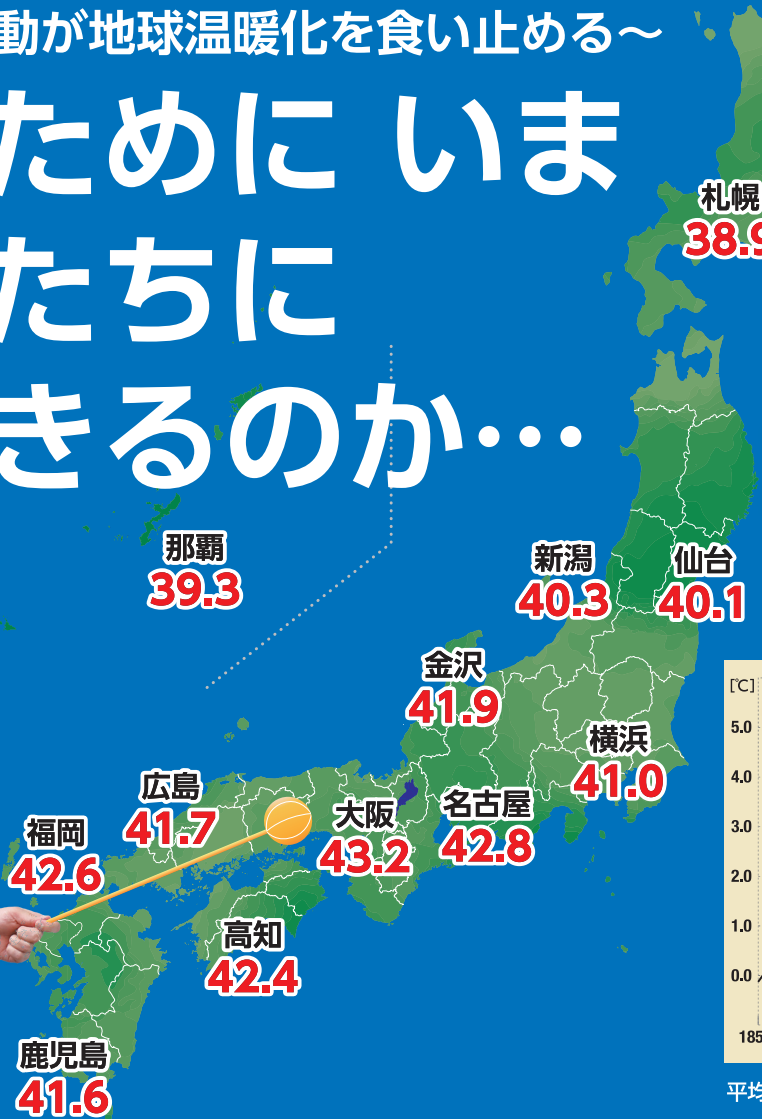 動が地球温暖化を食い止める〜
ために いま
たちに
きるのか…
札幌
38.9
那覇
39.3
新潟
40.3
仙台
40.1
金沢
41.9
横浜
41.0
広島
41.7
大阪
43.2
名古屋
42.8
福岡
42.6
高知
42.4
鹿児島
41.6
[℃]
5.0
4.0
3.0
2.0
1.0
0.0
185
平均